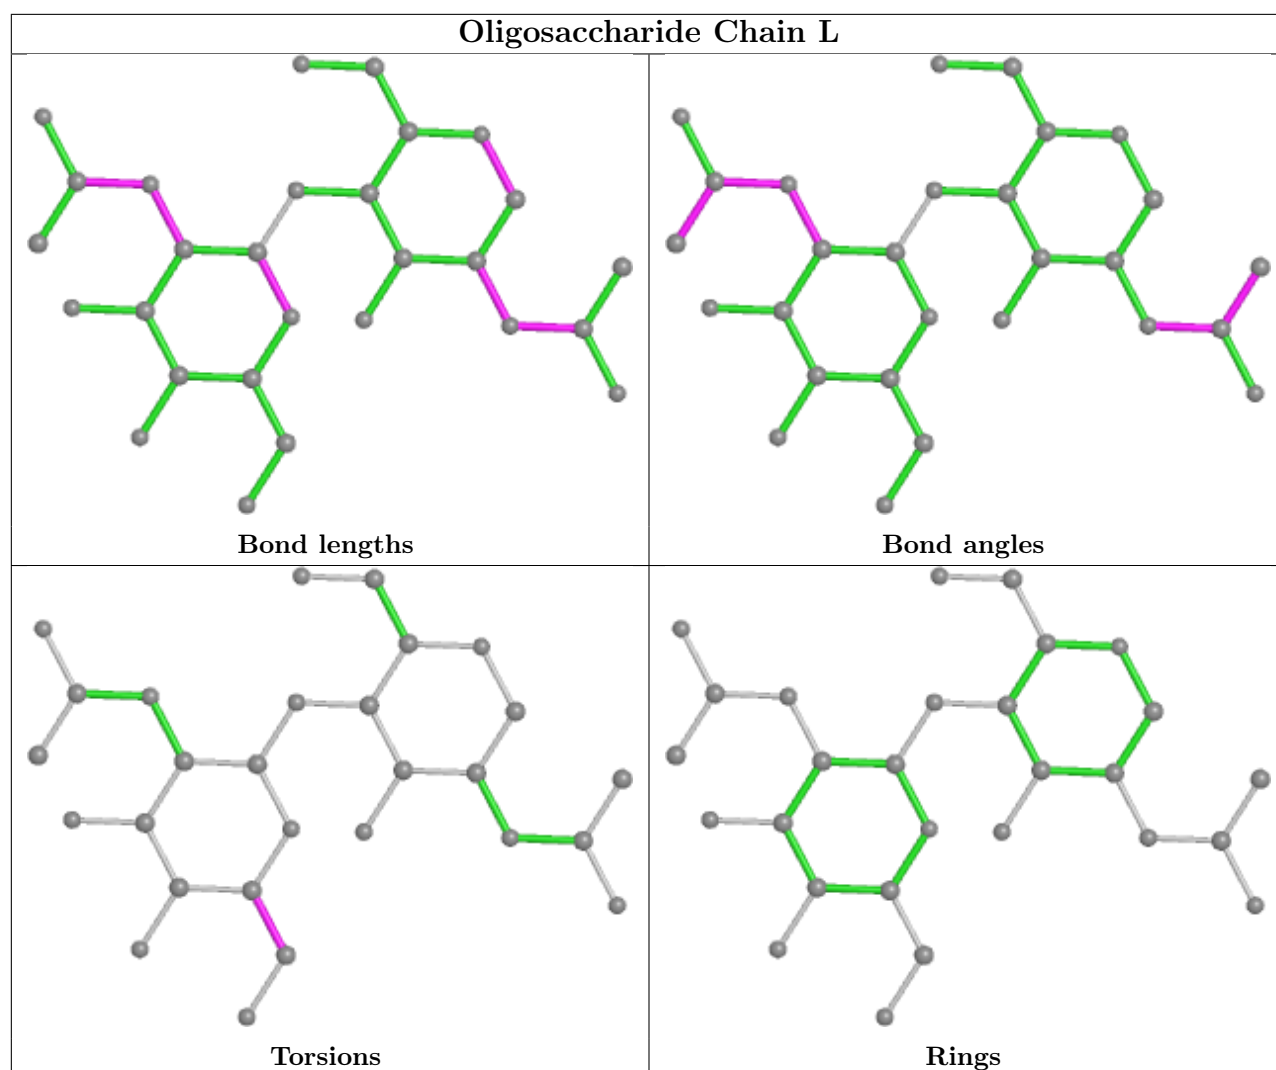 Oligosaccharide Chain L
Bond lengths
Bond angles
Torsions
Rings